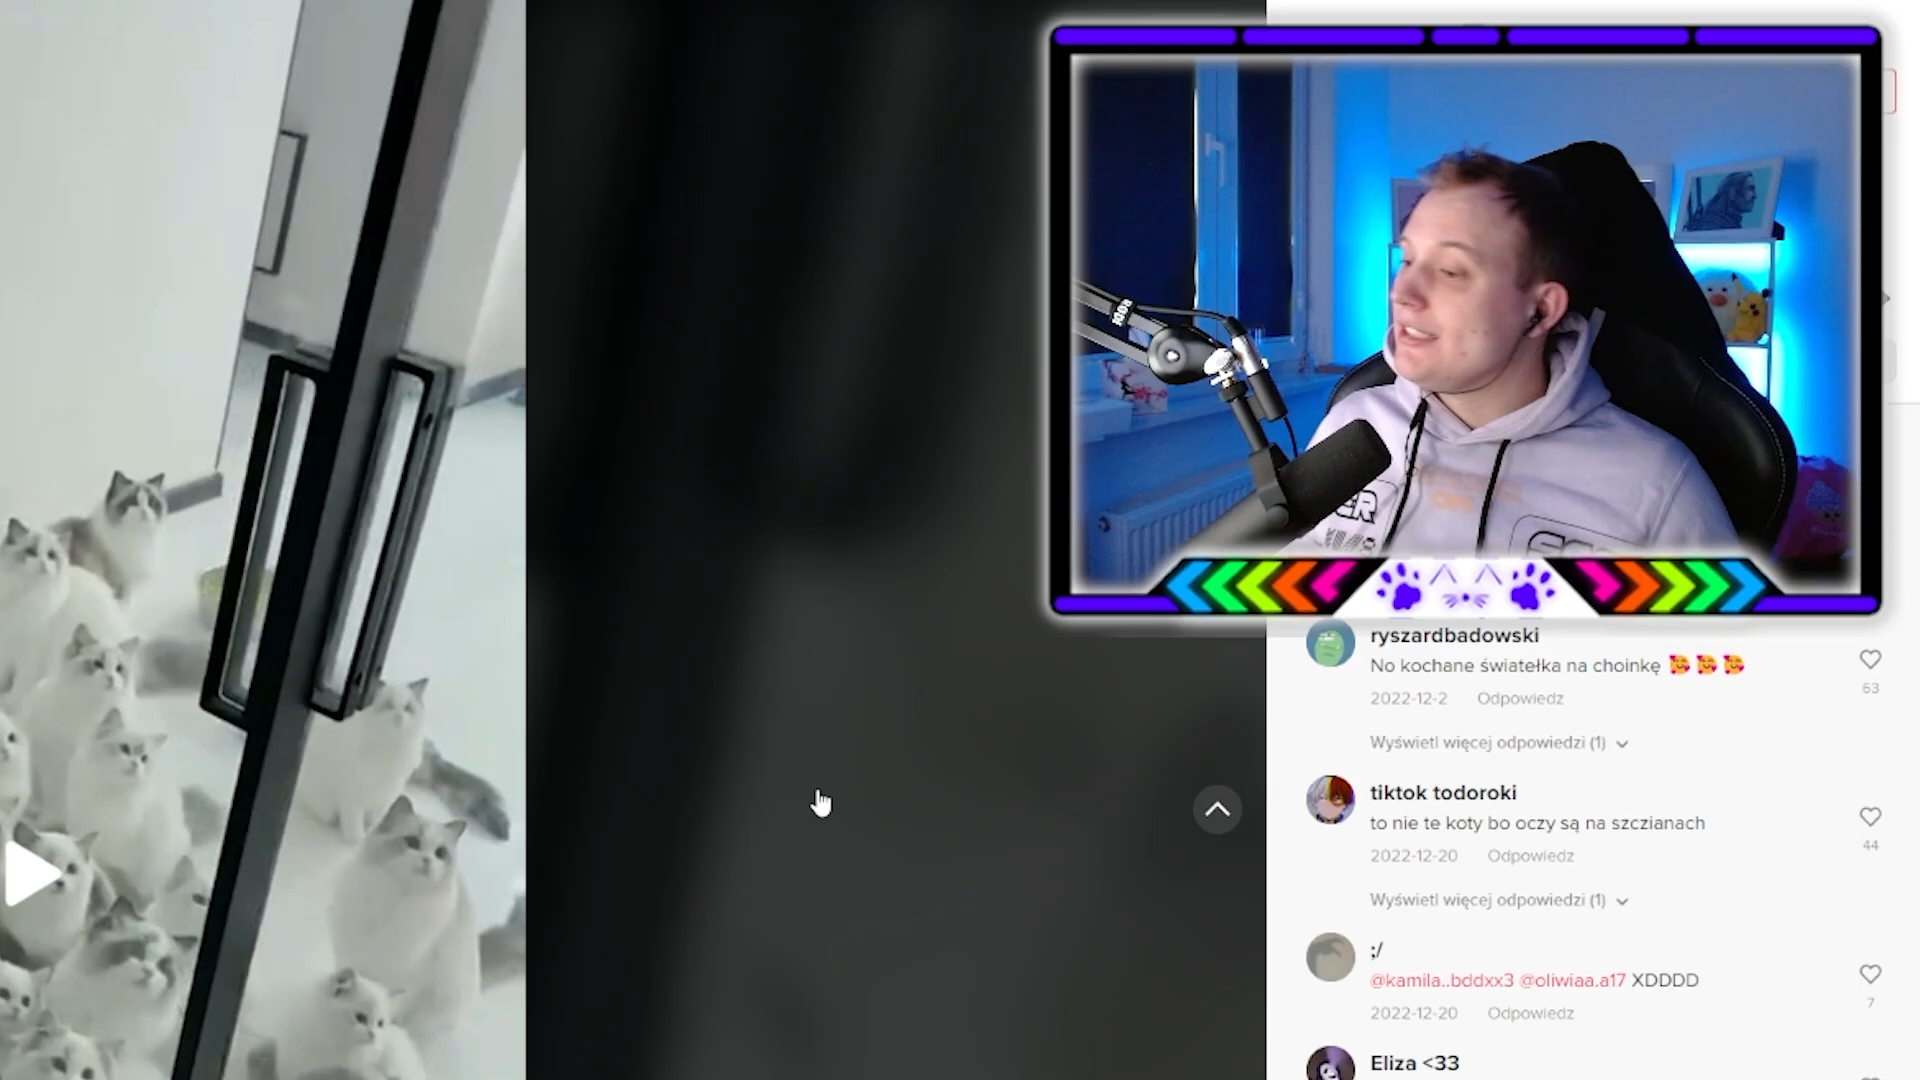 ryszardbadowski
No kochane światełka na choinkę 🥰 🥰 🥰
63
2022-12-2 Odpowiedz
Wyświetl więcej odpowiedzi (1)
tiktok todoroki
to nie te koty bo oczy są na szczianach
44
2022-12-20 Odpowiedz
Wyświetl więcej odpowiedzi (1)
;/
@kamila..bddxx3 @oliwiaa.a17 XDDDD
7
2022-12-20 Odpowiedz
Eliza <33